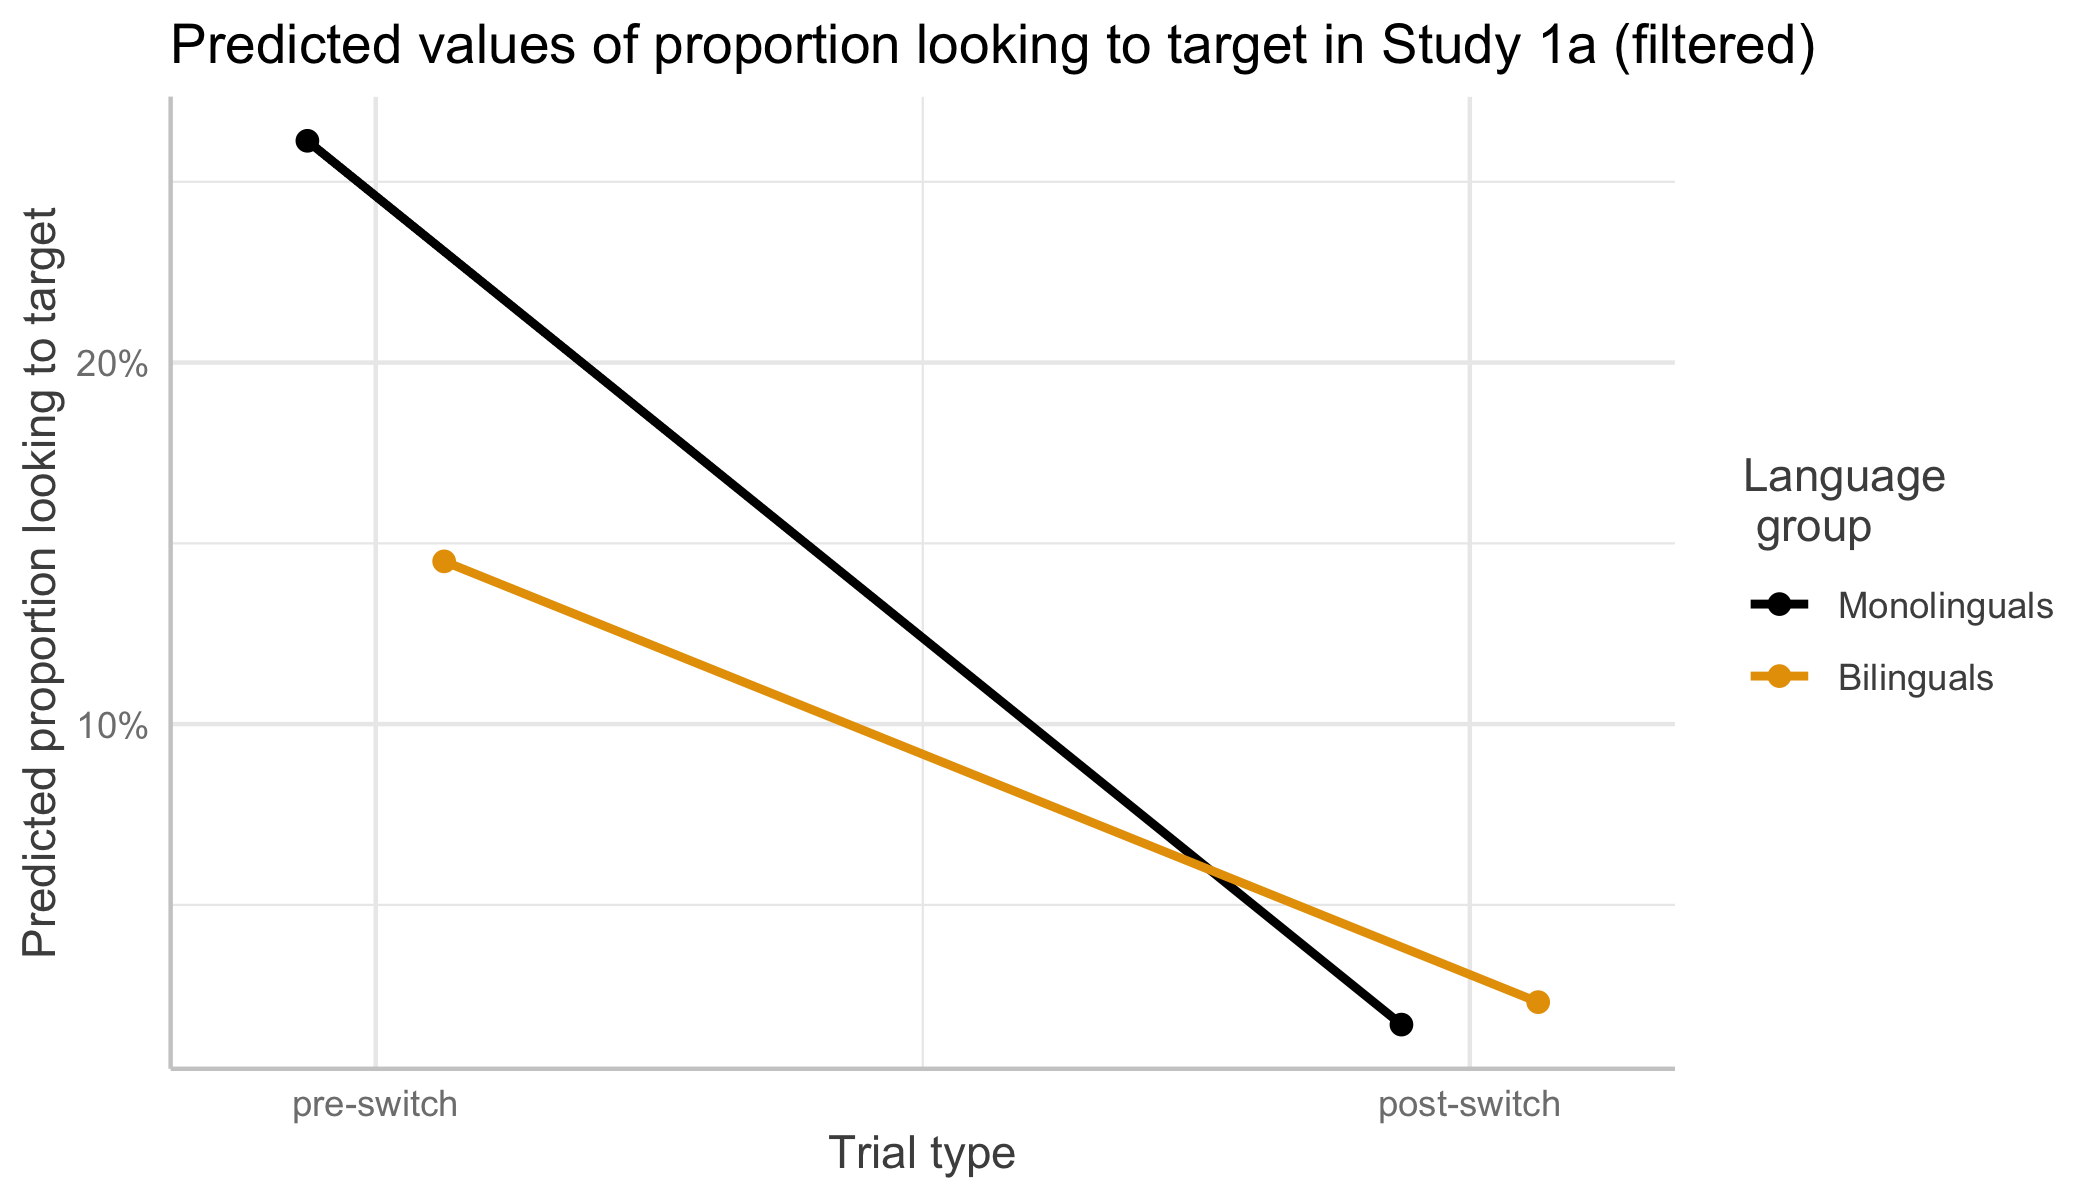 Predicted values of proportion looking to target in Study 1a (filtered)
Predicted proportion looking to target
20%
10%
pre-switch
post-switch
Trial type
Language
group
Monolinguals
Bilinguals